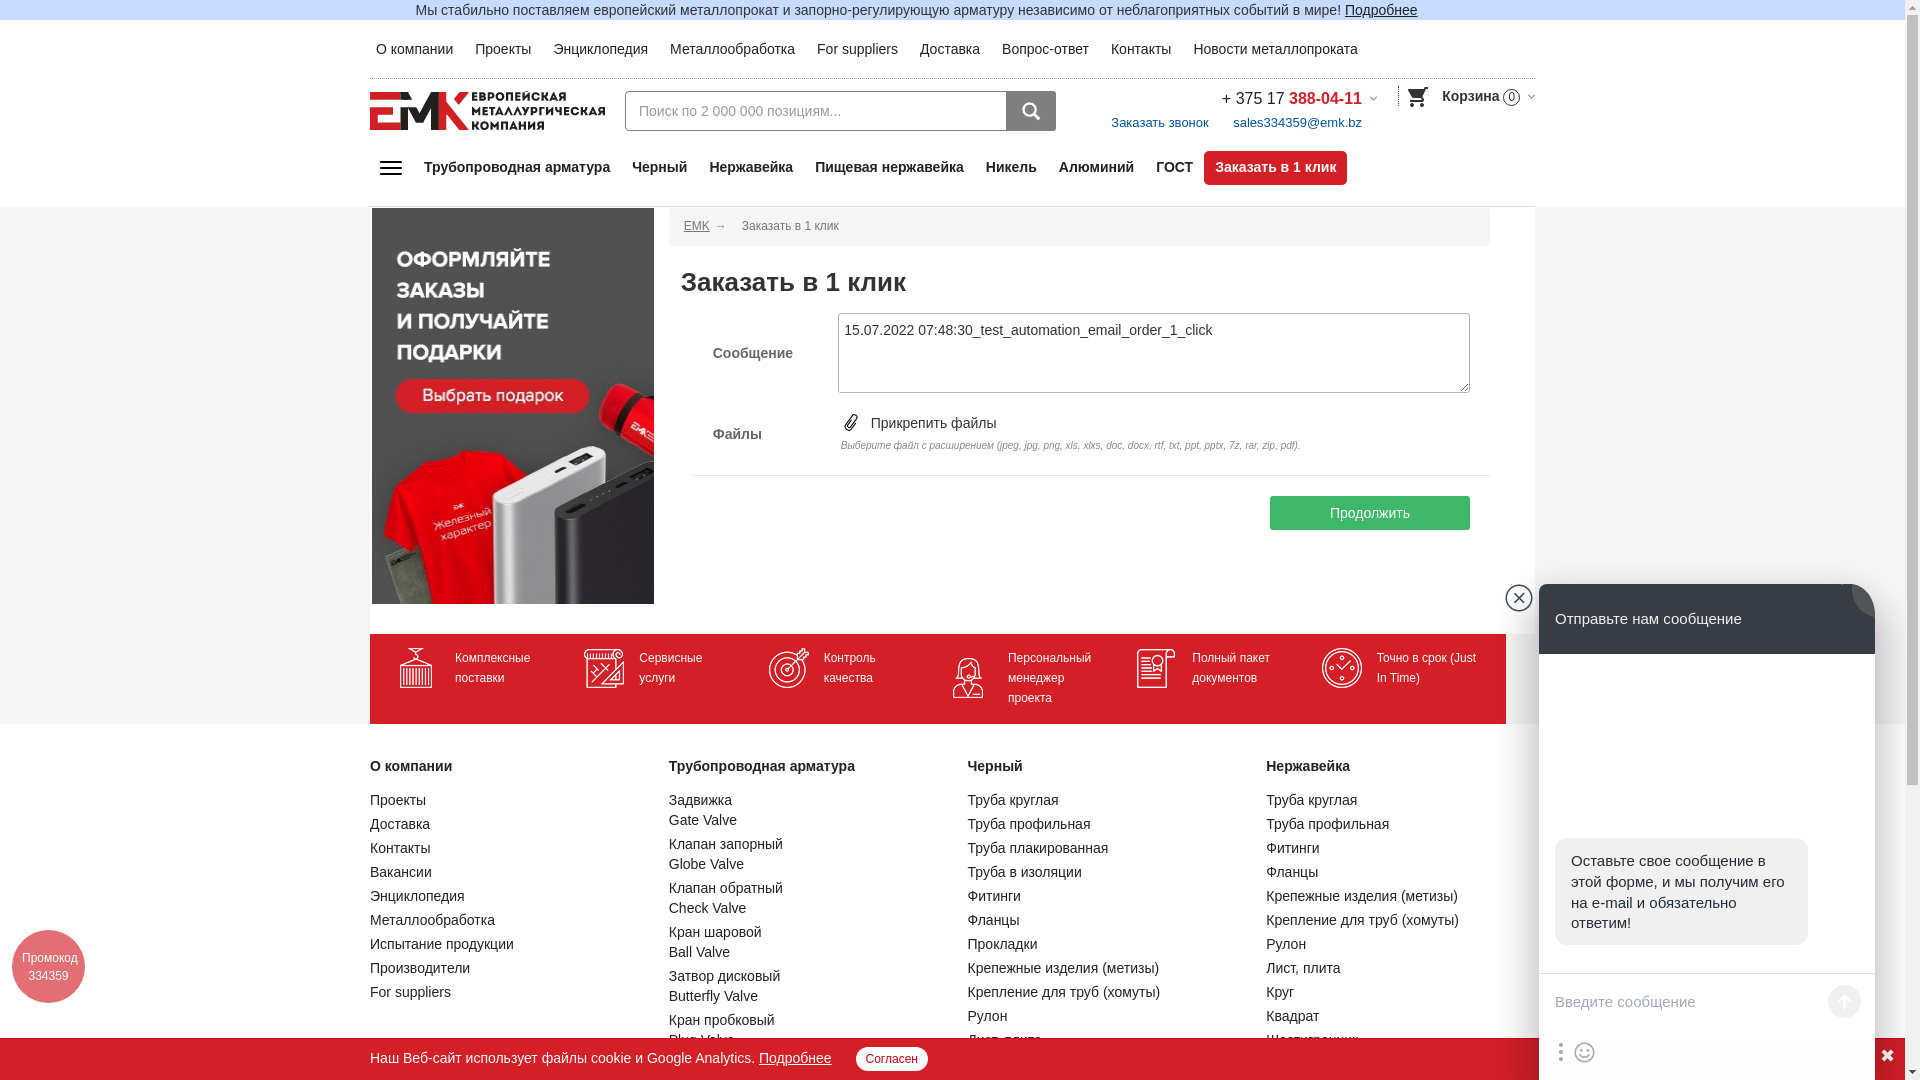 Мы стабильно поставляем европейский металлопрокат и запорно-регулирующую арматуру независимо от неблагоприятных событий в мире! Подробнее
О компании Проекты Энциклопедия Металлообработка For suppliers Доставка Вопрос-ответ Контакты Новости металлопроката
ЕМК ЕВРОПЕЙСКАЯ
МЕТАЛЛУРГИЧЕСКАЯ
КОМПАНИЯ
Поиск по 2 000 000 позициям...
+ 375 17 388-04-11
Заказать звонок sales334359@emk.bz
Корзина 0
Трубопроводная арматура Черный Нержавейка Пищевая нержавейка Никель Алюминий ГОСТ Заказать в 1 клик
ОФОРМЛЯЙТЕ
ЗАКАЗЫ
И ПОЛУЧАЙТЕ
ПОДАРКИ
Выбрать подарок
ЕМК
ЕМК
Железный
характер
EMK → Заказать в 1 клик
Заказать в 1 клик
Сообщение
15.07.2022 07:48:30_test_automation_email_order_1_click
Файлы
Прикрепить файлы
Выберите файл с расширением (jpeg, jpg, png, xls, xlxs, doc, docx, rtf, txt, ppt, pptx, 7z, rar, zip, pdf).
Продолжить
Комплексные
поставки
Сервисные
услуги
Контроль
качества
Персональный
менеджер
проекта
Полный пакет
документов
Точно в срок (Just
In Time)
О компании
Проекты
Доставка
Контакты
Вакансии
Энциклопедия
Металлообработка
Испытание продукции
Производители
For suppliers
Трубопроводная арматура
Задвижка
Gate Valve
Клапан запорный
Globe Valve
Клапан обратный
Check Valve
Кран шаровой
Ball Valve
Затвор дисковый
Butterfly Valve
Кран пробковый
Plug Valve
Черный
Труба круглая
Труба профильная
Труба плакированная
Труба в изоляции
Фитинги
Фланцы
Прокладки
Крепежные изделия (метизы)
Крепление для труб (хомуты)
Рулон
Лист, плита
Нержавейка
Труба круглая
Труба профильная
Фитинги
Фланцы
Крепежные изделия (метизы)
Крепление для труб (хомуты)
Рулон
Лист, плита
Круг
Квадрат
Шестигранник
Промокод
334359
Отправьте нам сообщение
Оставьте свое сообщение в
этой форме, и мы получим его
на e-mail и обязательно
ответим!
Введите сообщение
Наш Веб-сайт использует файлы cookie и Google Analytics. Подробнее Согласен